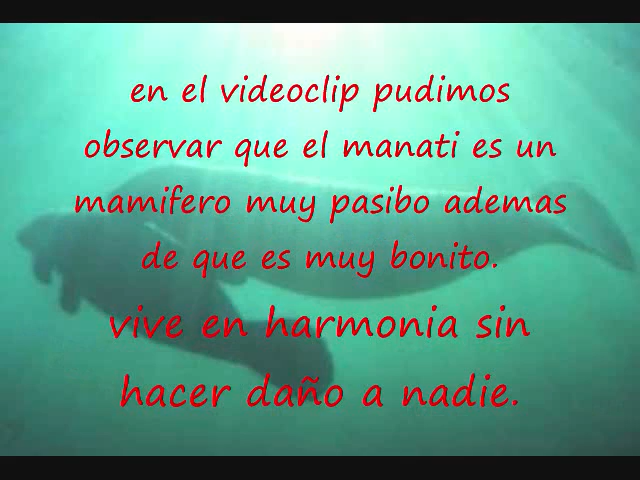 en el videoclip pudimos
observar que el manati es un
mamifero muy pasibo ademas
de que es muy bonito.
vive en harmonia sin
hacer daño a nadie.